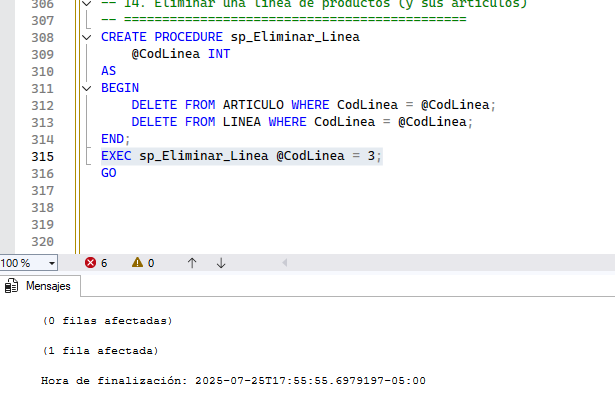 306 -- 14. Eliminar una línea de productos (y sus artículos)
307 -- ============================================
308 CREATE PROCEDURE sp_Eliminar_Linea
309 @CodLinea INT
310 AS
311 BEGIN
312 DELETE FROM ARTICULO WHERE CodLinea = @CodLinea;
313 DELETE FROM LINEA WHERE CodLinea = @CodLinea;
314 END;
315 EXEC sp_Eliminar_Linea @CodLinea = 3;
316 GO
317
318
319
320
100 % 6 0
Mensajes
(0 filas afectadas)
(1 fila afectada)
Hora de finalización: 2025-07-25T17:55:55.6979197-05:00